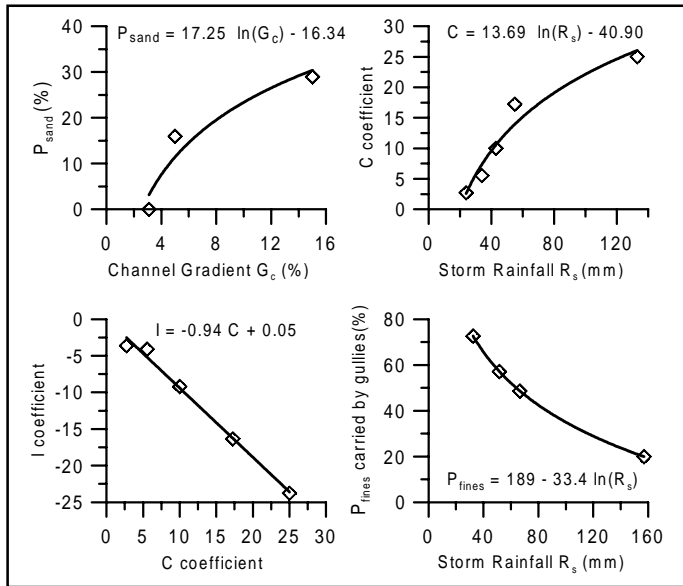 P_sand = 17.25 ln(G_c) - 16.34
40
30
20
10
0
P_sand (%)
0 4 8 12 16
Channel Gradient G_c (%)
C = 13.69 ln(R_s) - 40.90
30
25
20
15
10
5
0
C coefficient
0 40 80 120
Storm Rainfall R_s (mm)
I = -0.94 C + 0.05
0
-5
-10
-15
-20
-25
I coefficient
0 5 10 15 20 25 30
C coefficient
80
60
40
20
0
P_fines carried by gullies(%)
P_fines = 189 - 33.4 ln(R_s)
0 40 80 120 160
Storm Rainfall R_s (mm)